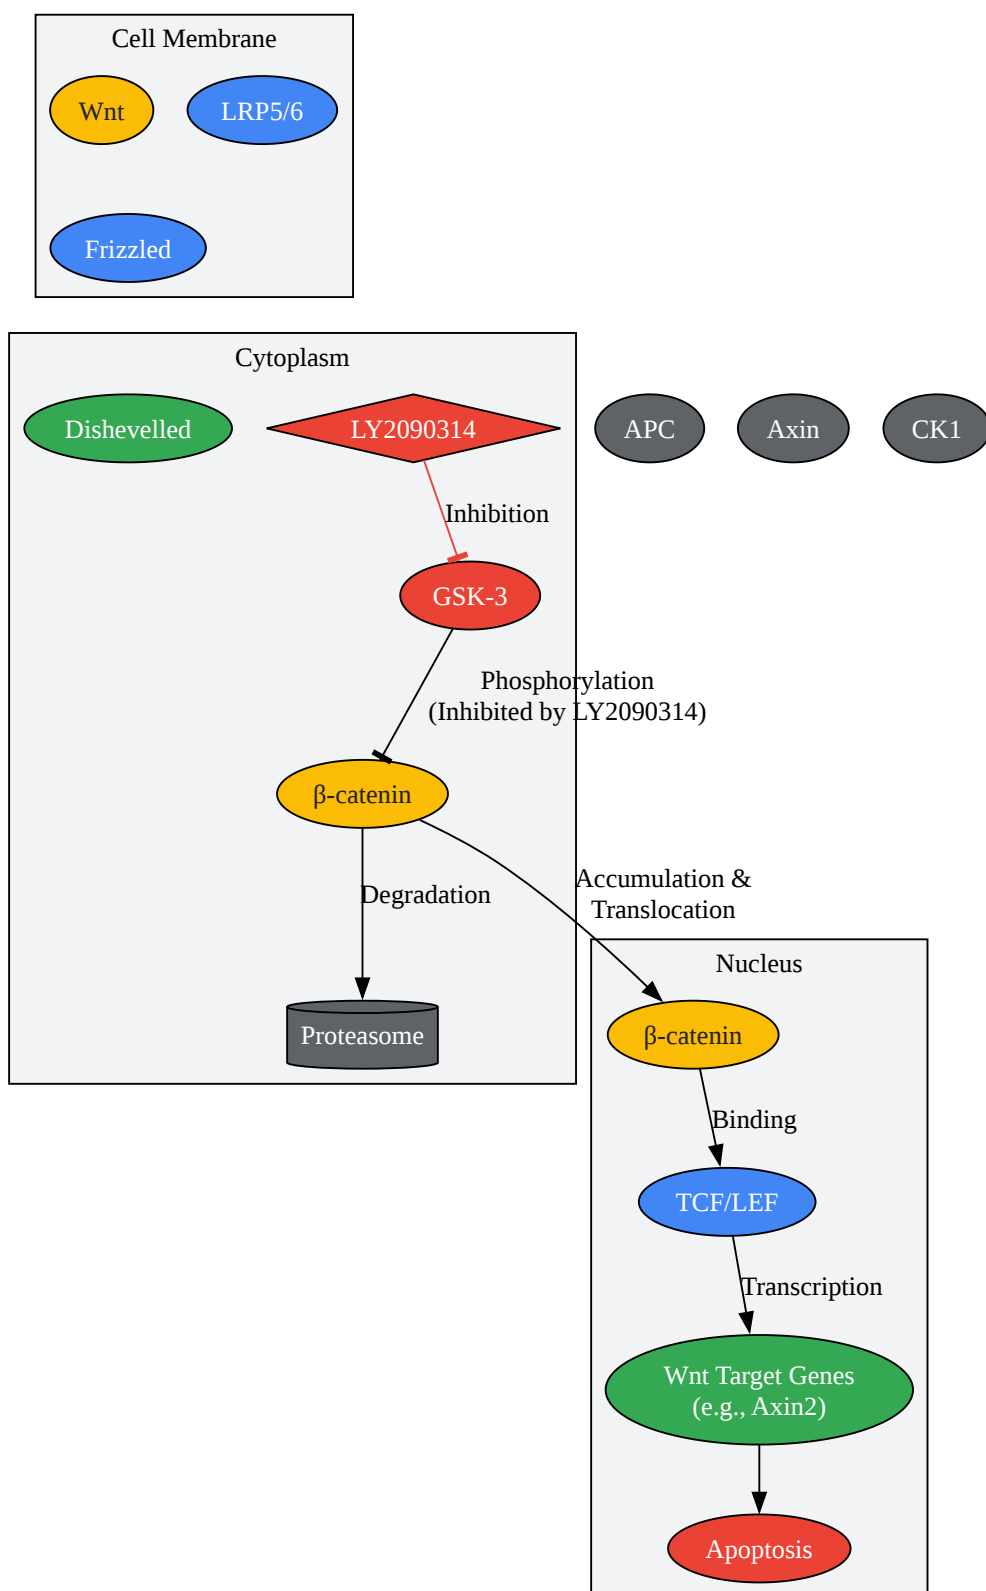 Cell Membrane
Wnt
LRP5/6
Frizzled
Cytoplasm
Dishevelled
LY2090314
APC
Axin
CK1
Inhibition
GSK-3
Phosphorylation
(Inhibited by LY2090314)
β-catenin
Accumulation &
Translocation
Degradation
Nucleus
Proteasome
β-catenin
Binding
TCF/LEF
Transcription
Wnt Target Genes
(e.g., Axin2)
Apoptosis